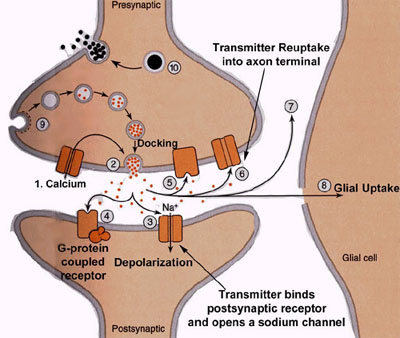 Presynaptic
Transmitter Reuptake
into axon terminal
10
7
9
Docking
2
1. Calcium
5
6
8 Glial Uptake
Na+
4
3
G-protein
coupled
receptor
Depolarization
Glial cell
Transmitter binds
postsynaptic receptor
and opens a sodium channel
Postsynaptic